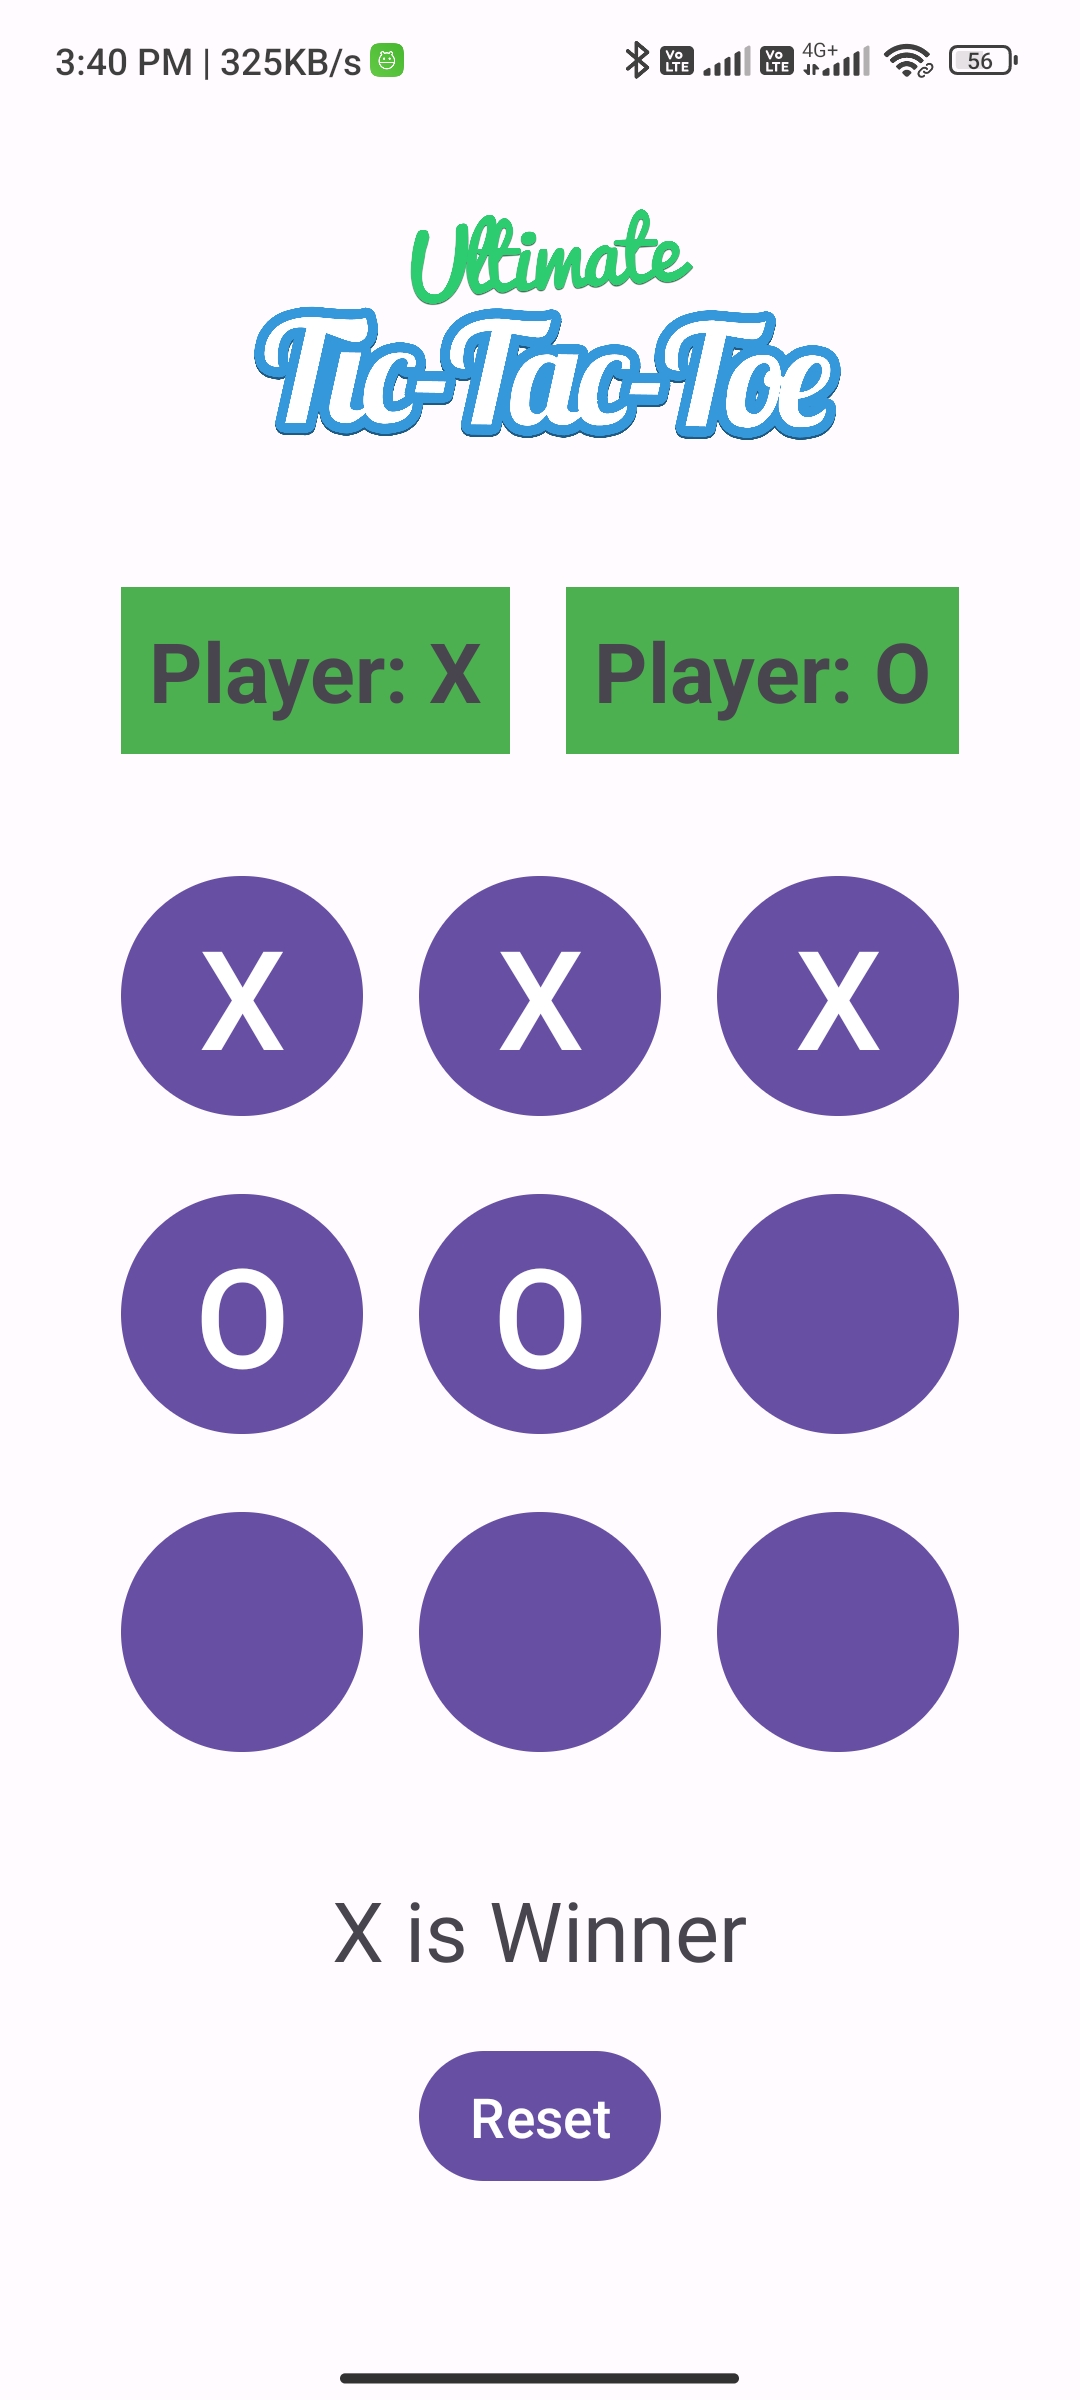 3:40 PM | 325KB/s Vo LTE Vo LTE 4G+ 56
Ultimate
Tic-Tac-Toe
Player: X Player: O
X X X
O O
X is Winner
Reset